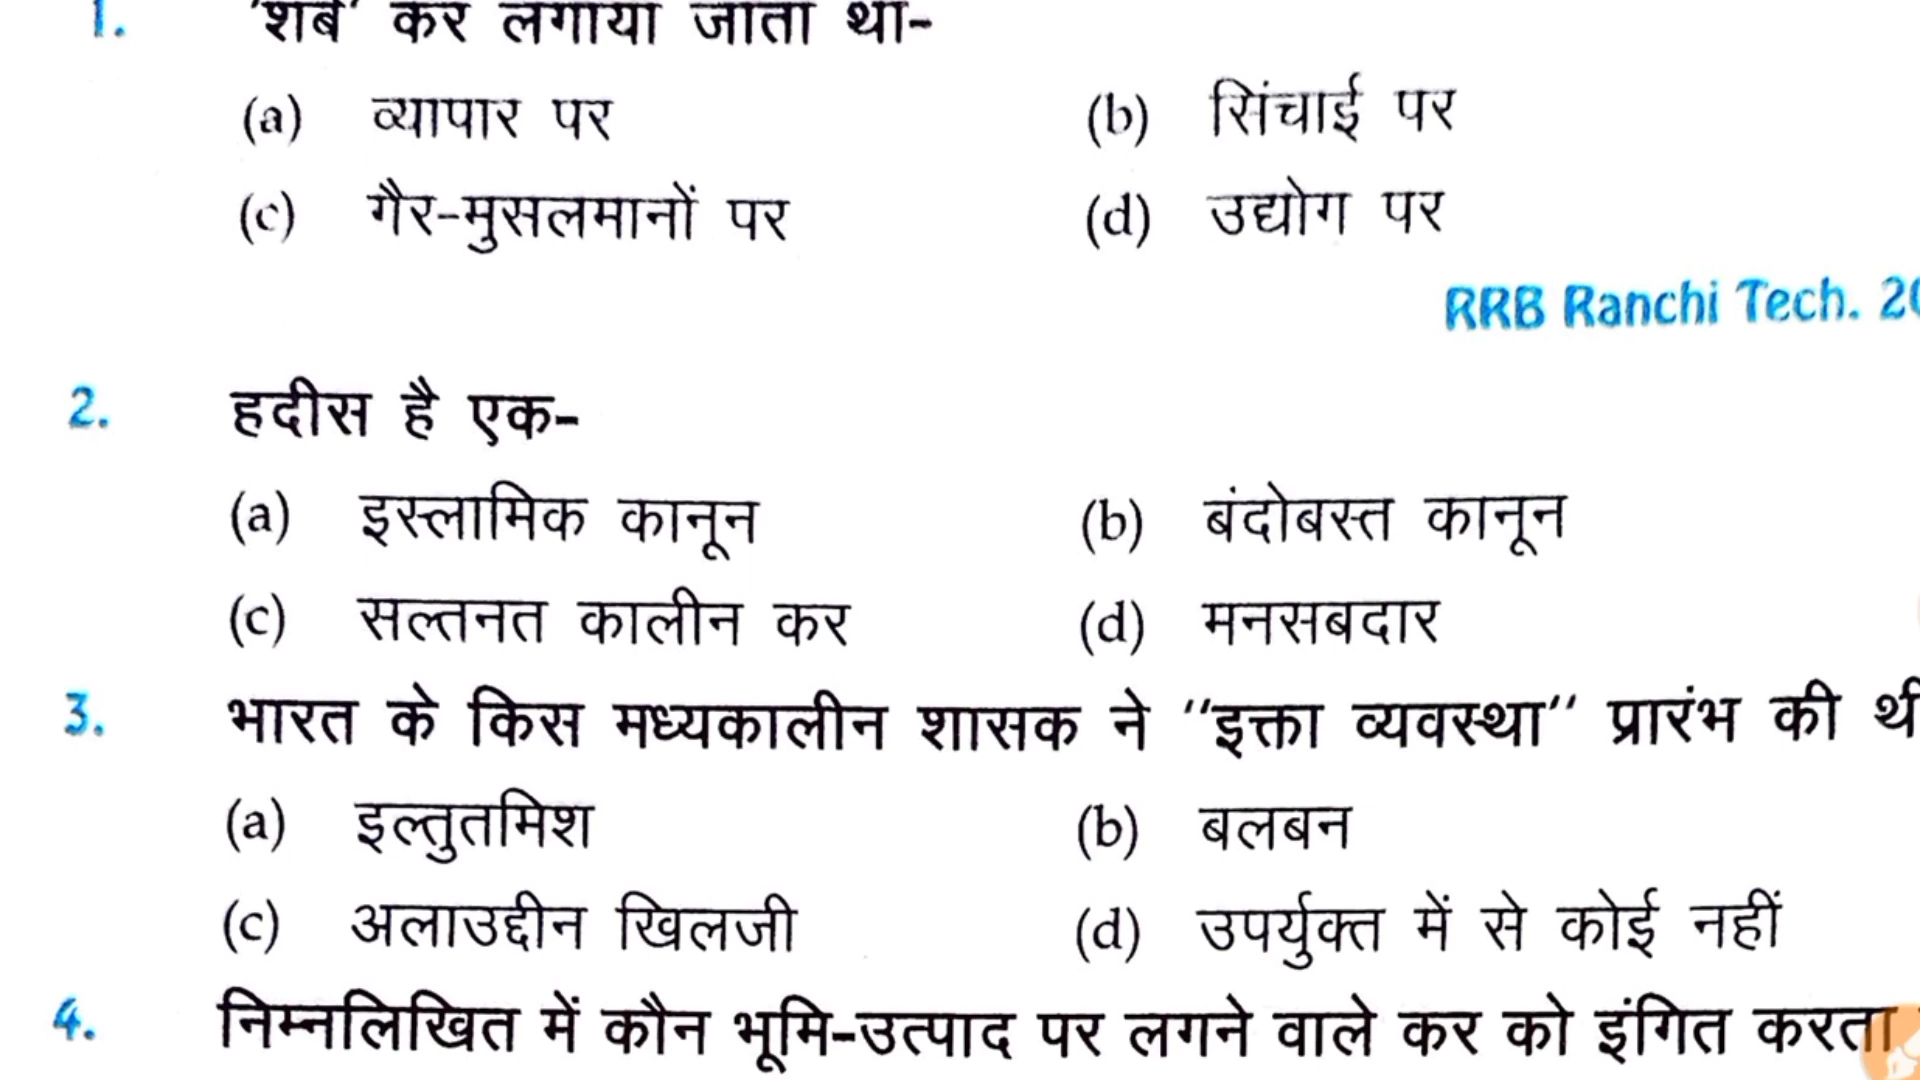 1. 'शर्ब' कर लगाया जाता था-
(a) व्यापार पर (b) सिंचाई पर
(c) गैर-मुसलमानों पर (d) उद्योग पर
RRB Ranchi Tech.
2. हदीस है एक-
(a) इस्लामिक कानून (b) बंदोबस्त कानून
(c) सल्तनत कालीन कर (d) मनसबदार
3. भारत के किस मध्यकालीन शासक ने ''इक्ता व्यवस्था'' प्रारंभ की थी
(a) इल्तुतमिश (b) बलबन
(c) अलाउद्दीन खिलजी (d) उपर्युक्त में से कोई नहीं
4. निम्नलिखित में कौन भूमि-उत्पाद पर लगने वाले कर को इंगित करता